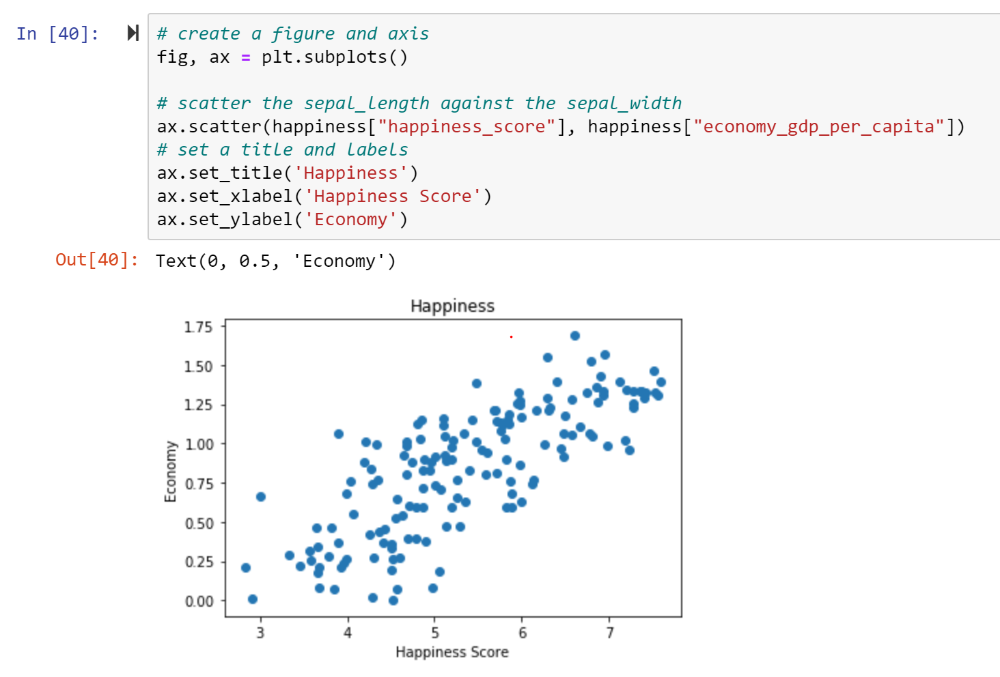 In [40]:
# create a figure and axis
fig, ax = plt.subplots()
# scatter the sepal_length against the sepal_width
ax.scatter(happiness["happiness_score"], happiness["economy_gdp_per_capita"])
# set a title and labels
ax.set_title('Happiness')
ax.set_xlabel('Happiness Score')
ax.set_ylabel('Economy')
Out[40]: Text(0, 0.5, 'Economy')
Happiness
1.75
1.50
1.25
1.00
0.75
0.50
0.25
0.00
Economy
3 4 5 6 7
Happiness Score